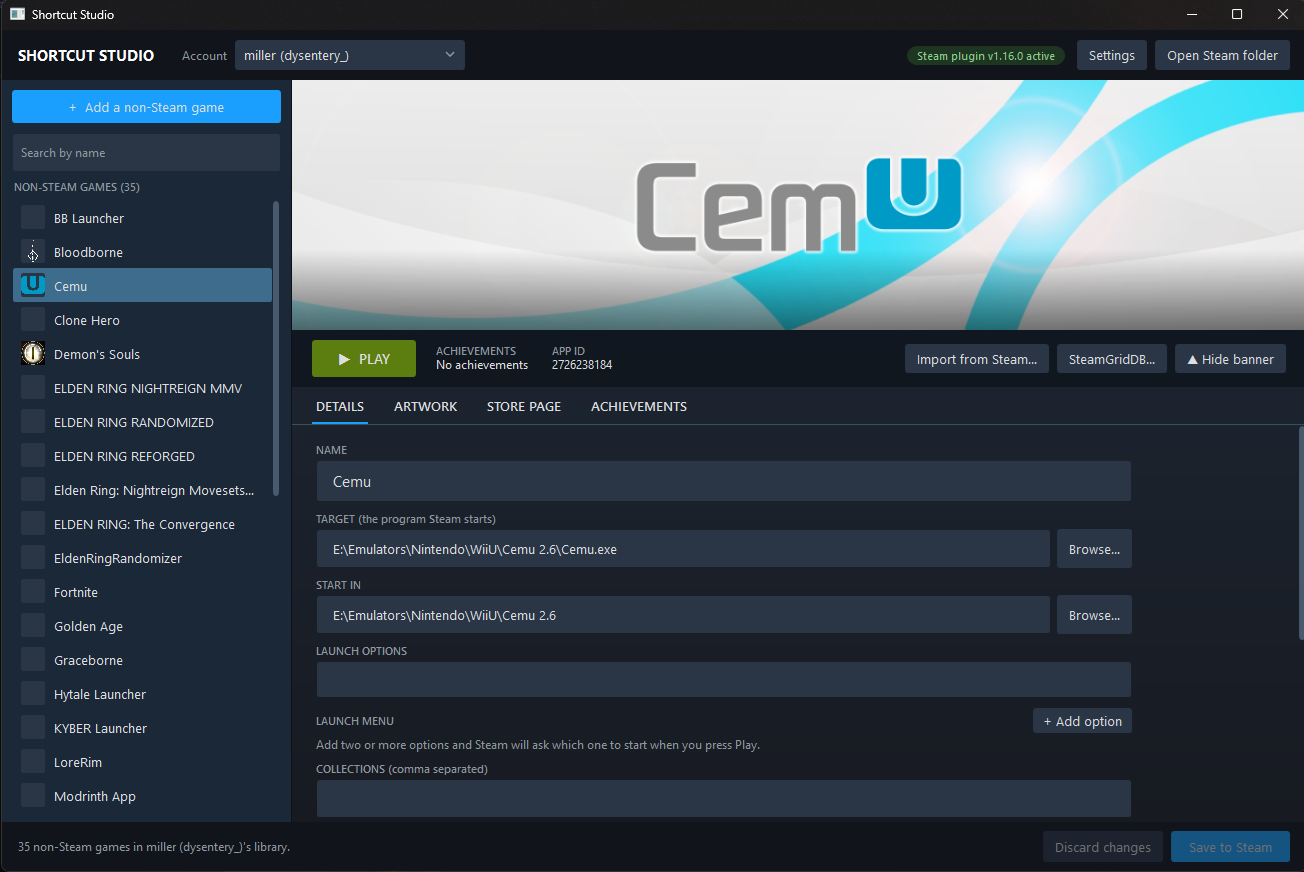 Shortcut Studio
SHORTCUT STUDIO
Account
miller (dysentery_)
Steam plugin v1.16.0 active
Settings
Open Steam folder
+ Add a non-Steam game
Search by name
NON-STEAM GAMES (35)
BB Launcher
Bloodborne
Cemu
Clone Hero
Demon's Souls
ELDEN RING NIGHTREIGN MMV
ELDEN RING RANDOMIZED
ELDEN RING REFORGED
Elden Ring: Nightreign Movesets...
ELDEN RING: The Convergence
EldenRingRandomizer
Fortnite
Golden Age
Graceborne
Hytale Launcher
KYBER Launcher
LoreRim
Modrinth App
CemU
PLAY
ACHIEVEMENTS
No achievements
APP ID
2726238184
Import from Steam...
SteamGridDB...
▲ Hide banner
DETAILS
ARTWORK
STORE PAGE
ACHIEVEMENTS
NAME
Cemu
TARGET (the program Steam starts)
E:\Emulators\Nintendo\WiiU\Cemu 2.6\Cemu.exe
Browse...
START IN
E:\Emulators\Nintendo\WiiU\Cemu 2.6
Browse...
LAUNCH OPTIONS
LAUNCH MENU
+ Add option
Add two or more options and Steam will ask which one to start when you press Play.
COLLECTIONS (comma separated)
35 non-Steam games in miller (dysentery_)'s library.
Discard changes
Save to Steam